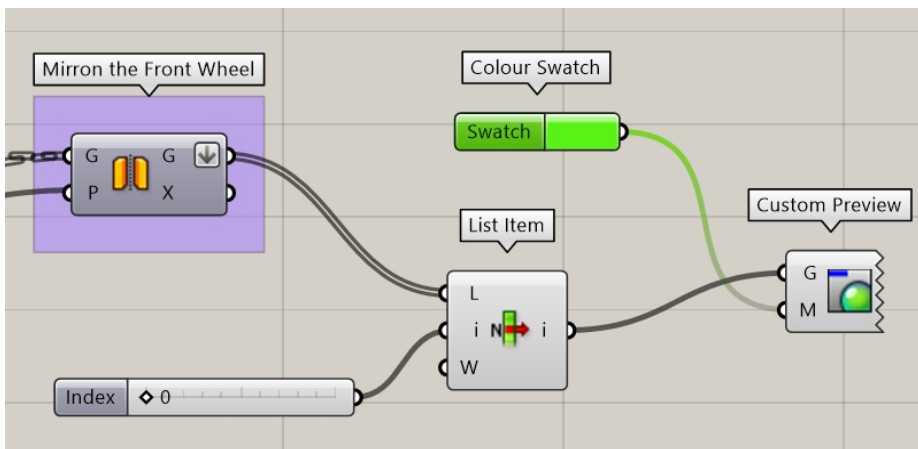 Mirron the Front Wheel
G G
P X
Colour Swatch
Swatch
List Item
L
i N i
W
Index 0
Custom Preview
G
M